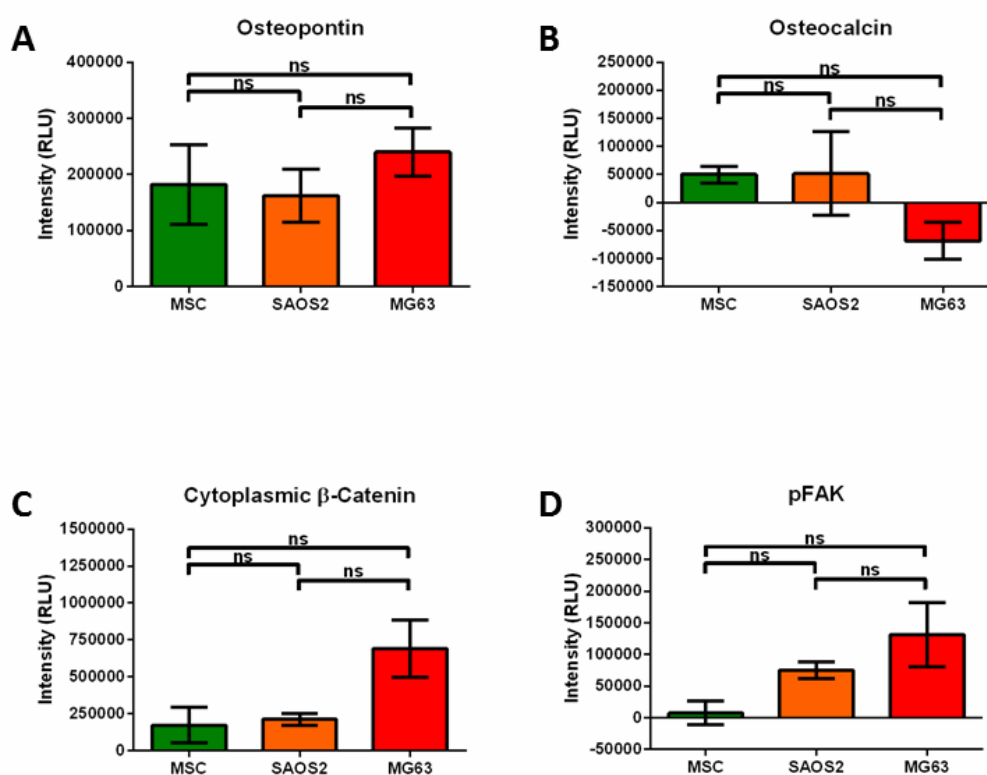 A
Osteopontin
Intensity (RLU)
400000
300000
200000
100000
0
ns
ns
ns
MSC SAOS2 MG63
B
Osteocalcin
Intensity (RLU)
250000
200000
150000
100000
50000
0
-50000
-100000
-150000
ns
ns
ns
MSC SAOS2 MG63
C
Cytoplasmic β-Catenin
Intensity (RLU)
1500000
1250000
1000000
750000
500000
250000
0
ns
ns
ns
MSC SAOS2 MG63
D
pFAK
Intensity (RLU)
300000
250000
200000
150000
100000
50000
0
-50000
ns
ns
ns
MSC SAOS2 MG63